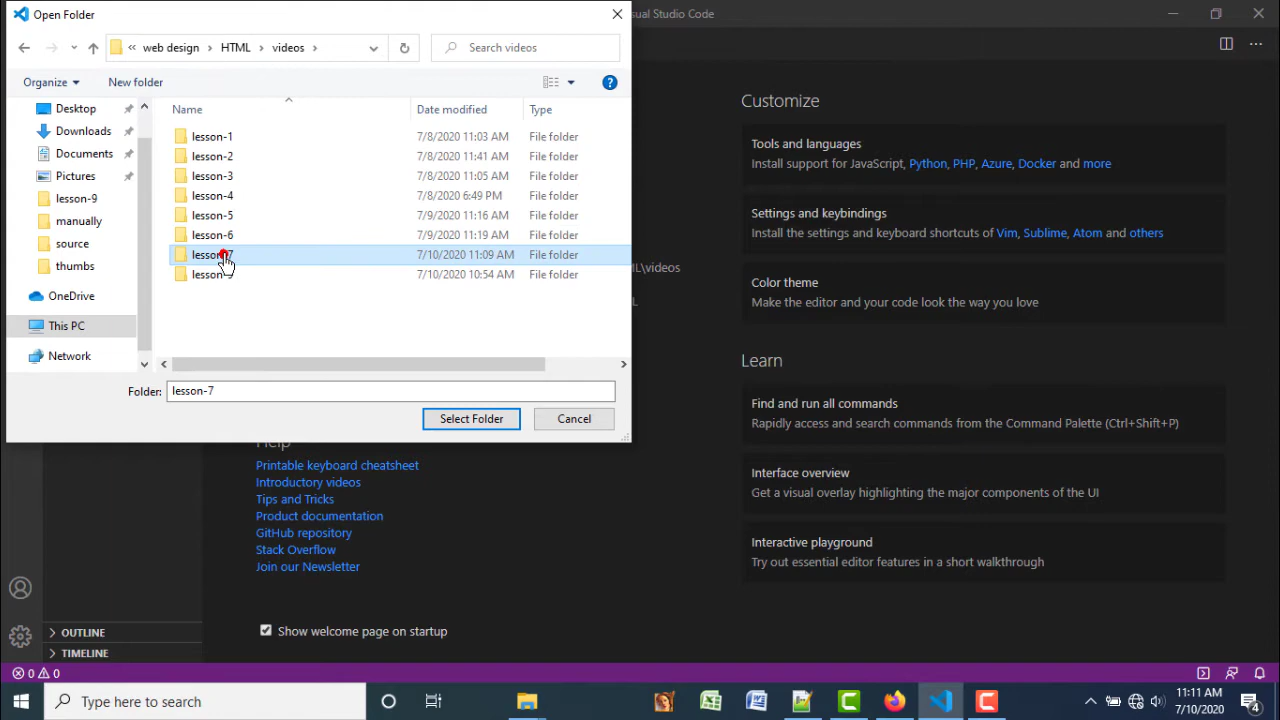 Open Folder
isual Studio Code
« web design › HTML › videos ›
Search videos
Organize
New folder
Name
Date modified
Type
Desktop
Downloads
Documents
Pictures
lesson-9
manually
source
thumbs
OneDrive
This PC
Network
lesson-1 7/8/2020 11:03 AM File folder
lesson-2 7/8/2020 11:41 AM File folder
lesson-3 7/8/2020 11:05 AM File folder
lesson-4 7/8/2020 6:49 PM File folder
lesson-5 7/9/2020 11:16 AM File folder
lesson-6 7/9/2020 11:19 AM File folder
lesson-7 7/10/2020 11:09 AM File folder
7/10/2020 10:54 AM File folder
Folder: lesson-7
Select Folder
Cancel
ML\videos
Customize
Tools and languages
Install support for JavaScript, Python, PHP, Azure, Docker and more
Settings and keybindings
Install the settings and keyboard shortcuts of Vim, Sublime, Atom and others
Color theme
Make the editor and your code look the way you love
Learn
Find and run all commands
Rapidly access and search commands from the Command Palette (Ctrl+Shift+P)
Interface overview
Get a visual overlay highlighting the major components of the UI
Interactive playground
Try out essential editor features in a short walkthrough
Help
Printable keyboard cheatsheet
Introductory videos
Tips and Tricks
Product documentation
GitHub repository
Stack Overflow
Join our Newsletter
Show welcome page on startup
OUTLINE
TIMELINE
0 0
Type here to search
11:11 AM
7/10/2020
4